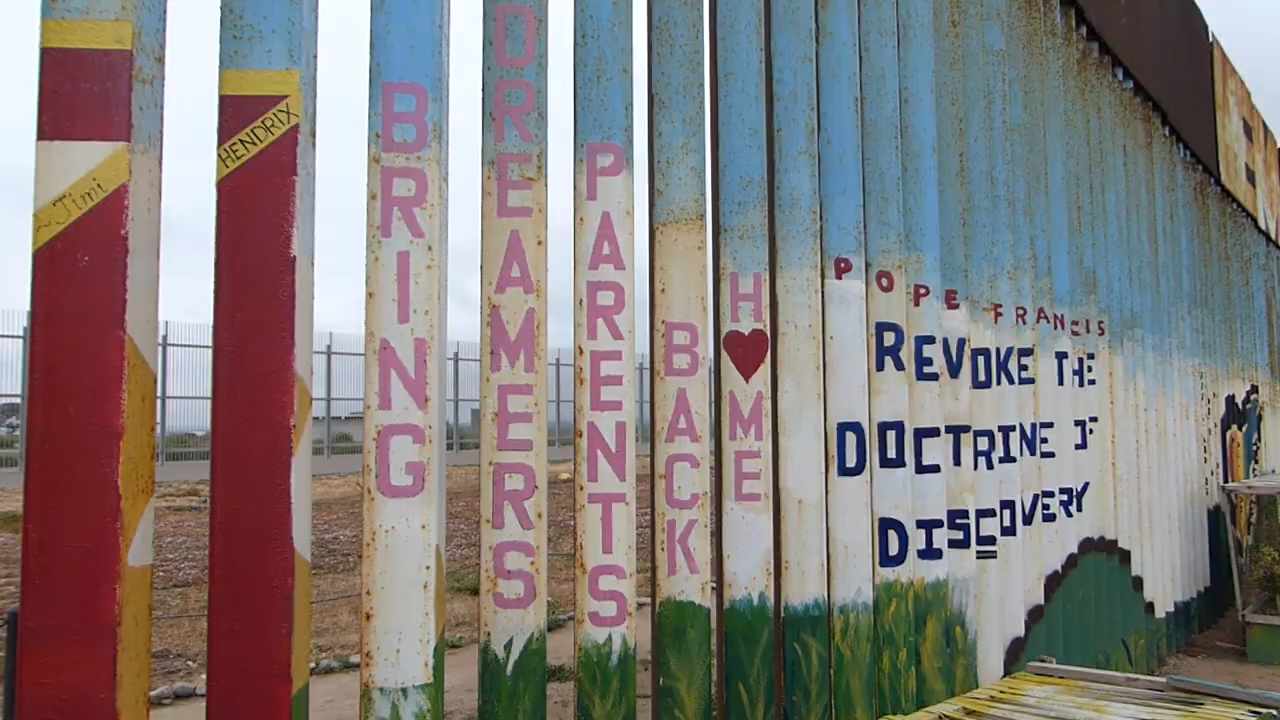 Jimi
HENDRIX
BRING
DREAMERS
PARENTS
BACK
H❤ME
POPE FRANCIS
REVOKE THE
DOCTRINE OF
DISCOVERY